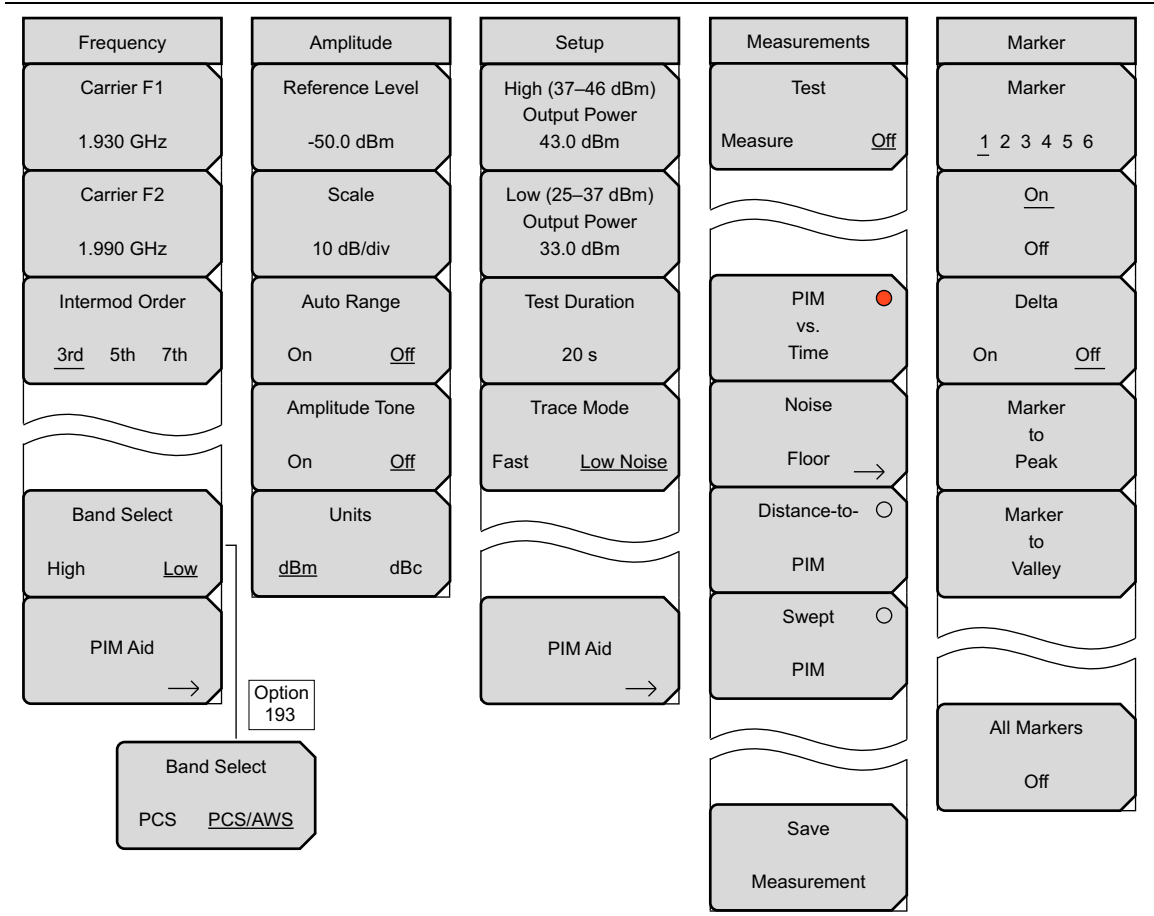 Frequency
Carrier F1
1.930 GHz
Carrier F2
1.990 GHz
Intermod Order
3rd 5th 7th
Band Select
High Low
PIM Aid
Option
193
Band Select
PCS PCS/AWS
Amplitude
Reference Level
-50.0 dBm
Scale
10 dB/div
Auto Range
On Off
Amplitude Tone
On Off
Units
dBm dBc
Setup
High (37–46 dBm)
Output Power
43.0 dBm
Low (25–37 dBm)
Output Power
33.0 dBm
Test Duration
20 s
Trace Mode
Fast Low Noise
PIM Aid
Measurements
Test
Measure Off
PIM
vs.
Time
Noise
Floor
Distance-to-
PIM
Swept
PIM
Save
Measurement
Marker
Marker
1 2 3 4 5 6
On
Off
Delta
On Off
Marker
to
Peak
Marker
to
Valley
All Markers
Off